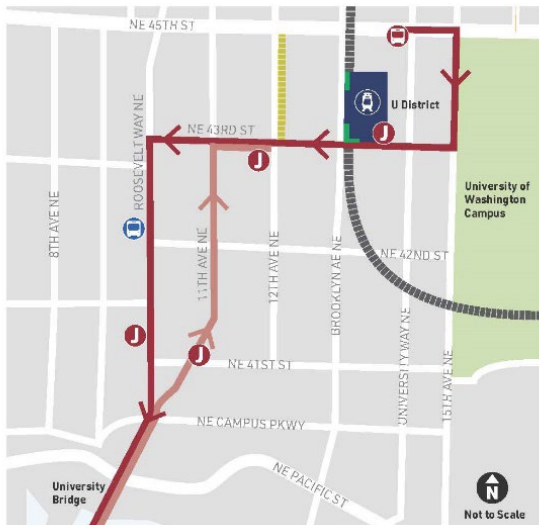 NE 45TH ST
U District
NE 43RD ST
J
J
ROOSEVELT WAY NE
8TH AVE NE
11TH AVE NE
12TH AVE NE
BROOKLYN AE NE
UNIVERSITY WAY NE
15TH AVE NE
University of
Washington
Campus
NE 42ND ST
J
J
NE 41ST ST
NE CAMPUS PKWY
University
Bridge
NE PACIFIC ST
N
Not to Scale